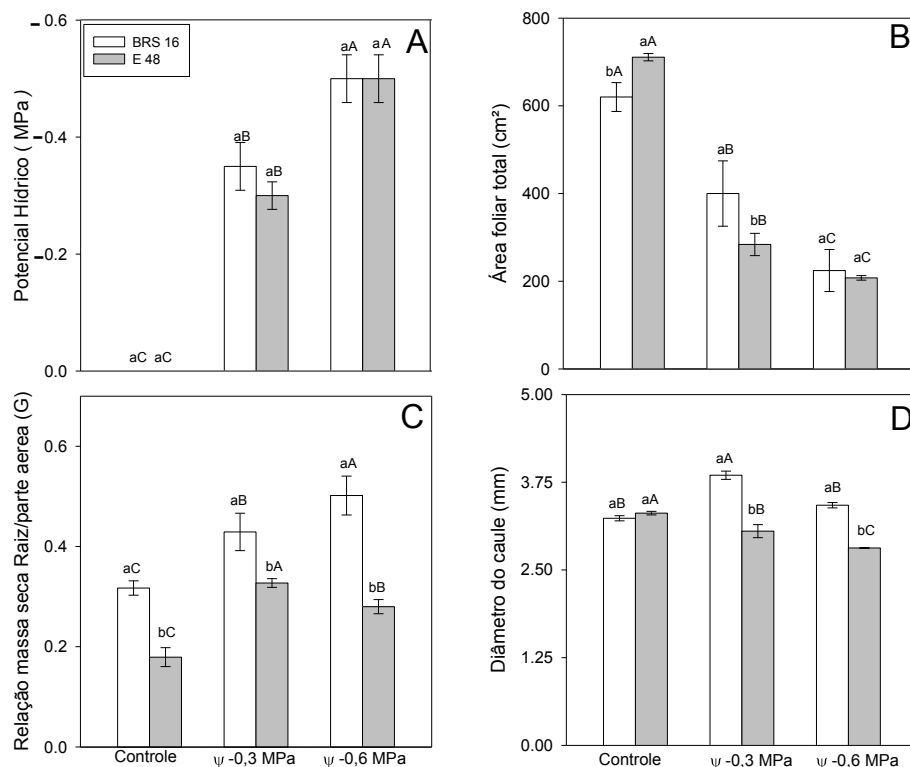 A
BRS 16
E 48
Potencial Hídrico ( MPa)
-0.6
-0.4
-0.2
0.0
aC aC
aB
aB
aA
aA
B
Área foliar total (cm²)
800
600
400
200
0
bA
aA
aB
bB
aC
aC
C
Relação massa seca Raiz/parte aerea (G)
0.6
0.4
0.2
0.0
aC
bC
aB
bA
aA
bB
Controle
ψ -0,3 MPa
ψ -0,6 MPa
D
Diâmetro do caule (mm)
5.00
3.75
2.50
1.25
0.00
aB
aA
aA
bB
aB
bC
Controle
ψ -0,3 MPa
ψ -0.6 MPa